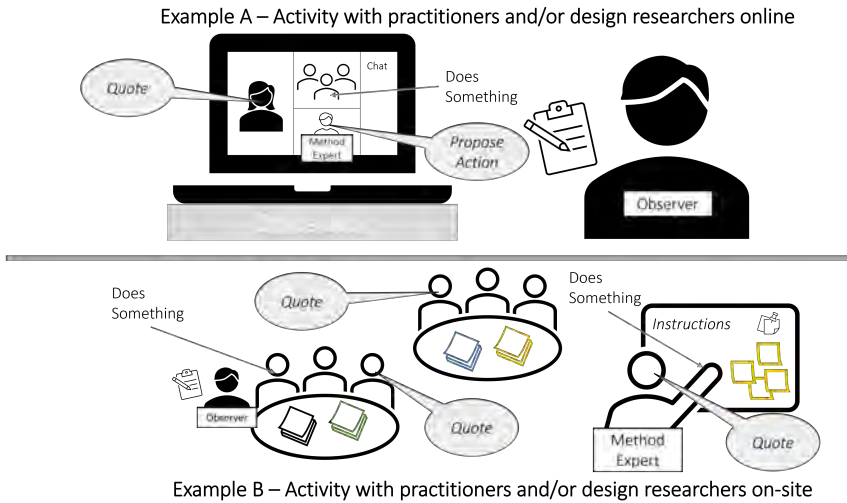 Example A – Activity with practitioners and/or design researchers online
Chat
Quote
Does
Something
Method
Expert
Propose
Action
Observer
Does
Something
Quote
Does
Something
Instructions
Observer
Quote
Method
Expert
Quote
Example B – Activity with practitioners and/or design researchers on-site